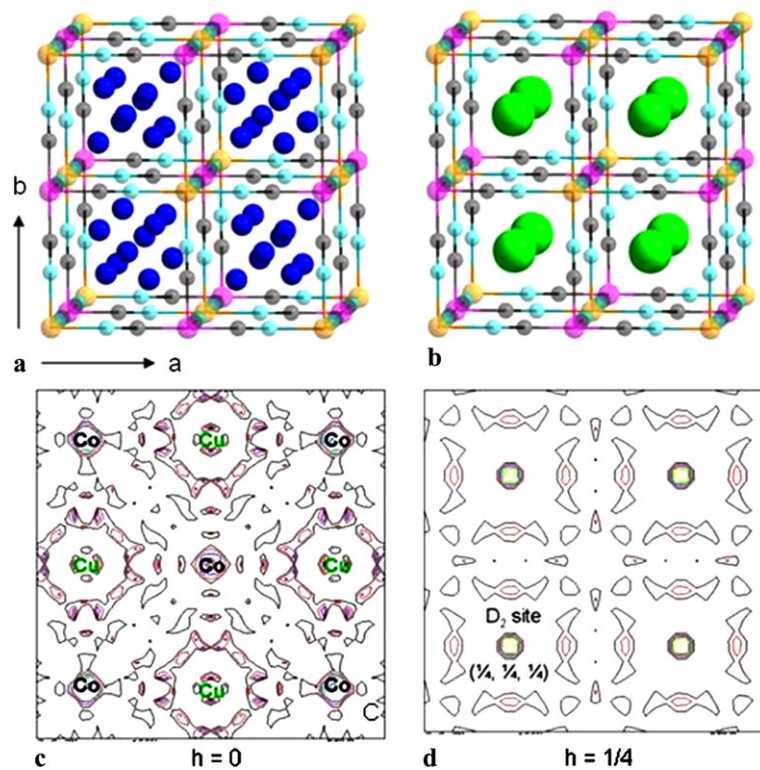 b
a
a
b
Co Cu Co
Cu Co Cu
Co Cu Co
C
c
h = 0
D₂ site
(¼, ¼, ¼)
d
h = 1/4